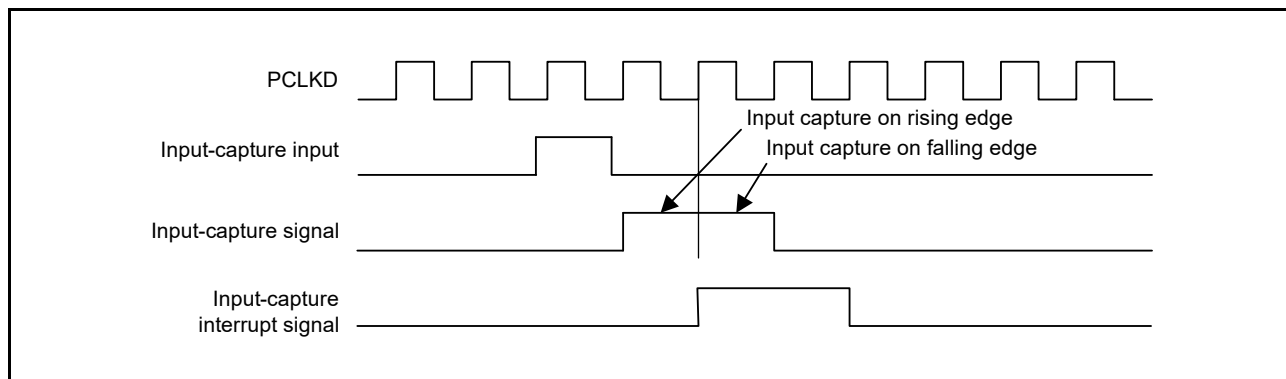 PCLKD
Input capture on rising edge
Input-capture input
Input capture on falling edge
Input-capture signal
Input-capture
interrupt signal